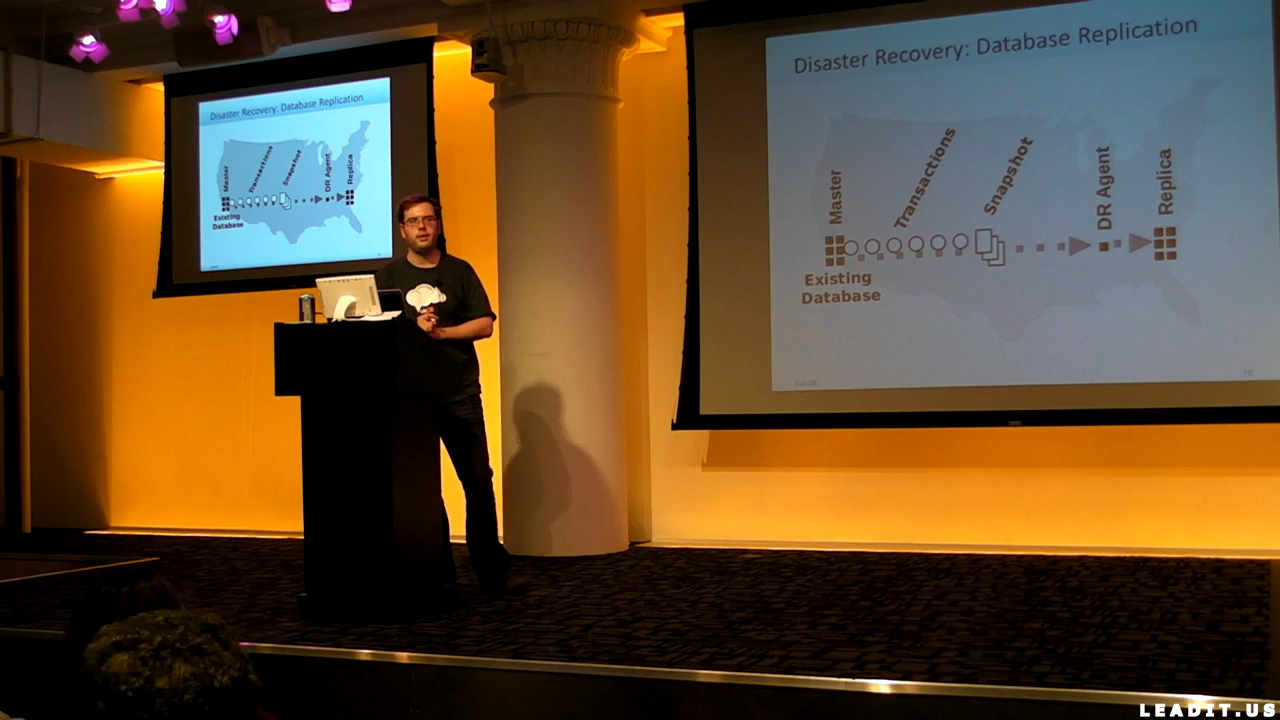 Disaster Recovery: Database Replication
Master
Transactions
Snapshot
DR Agent
Replica
Existing
Database
Disaster Recovery: Database Replication
Master
Transactions
Snapshot
DR Agent
Replica
Existing
Database
LEADIT.US